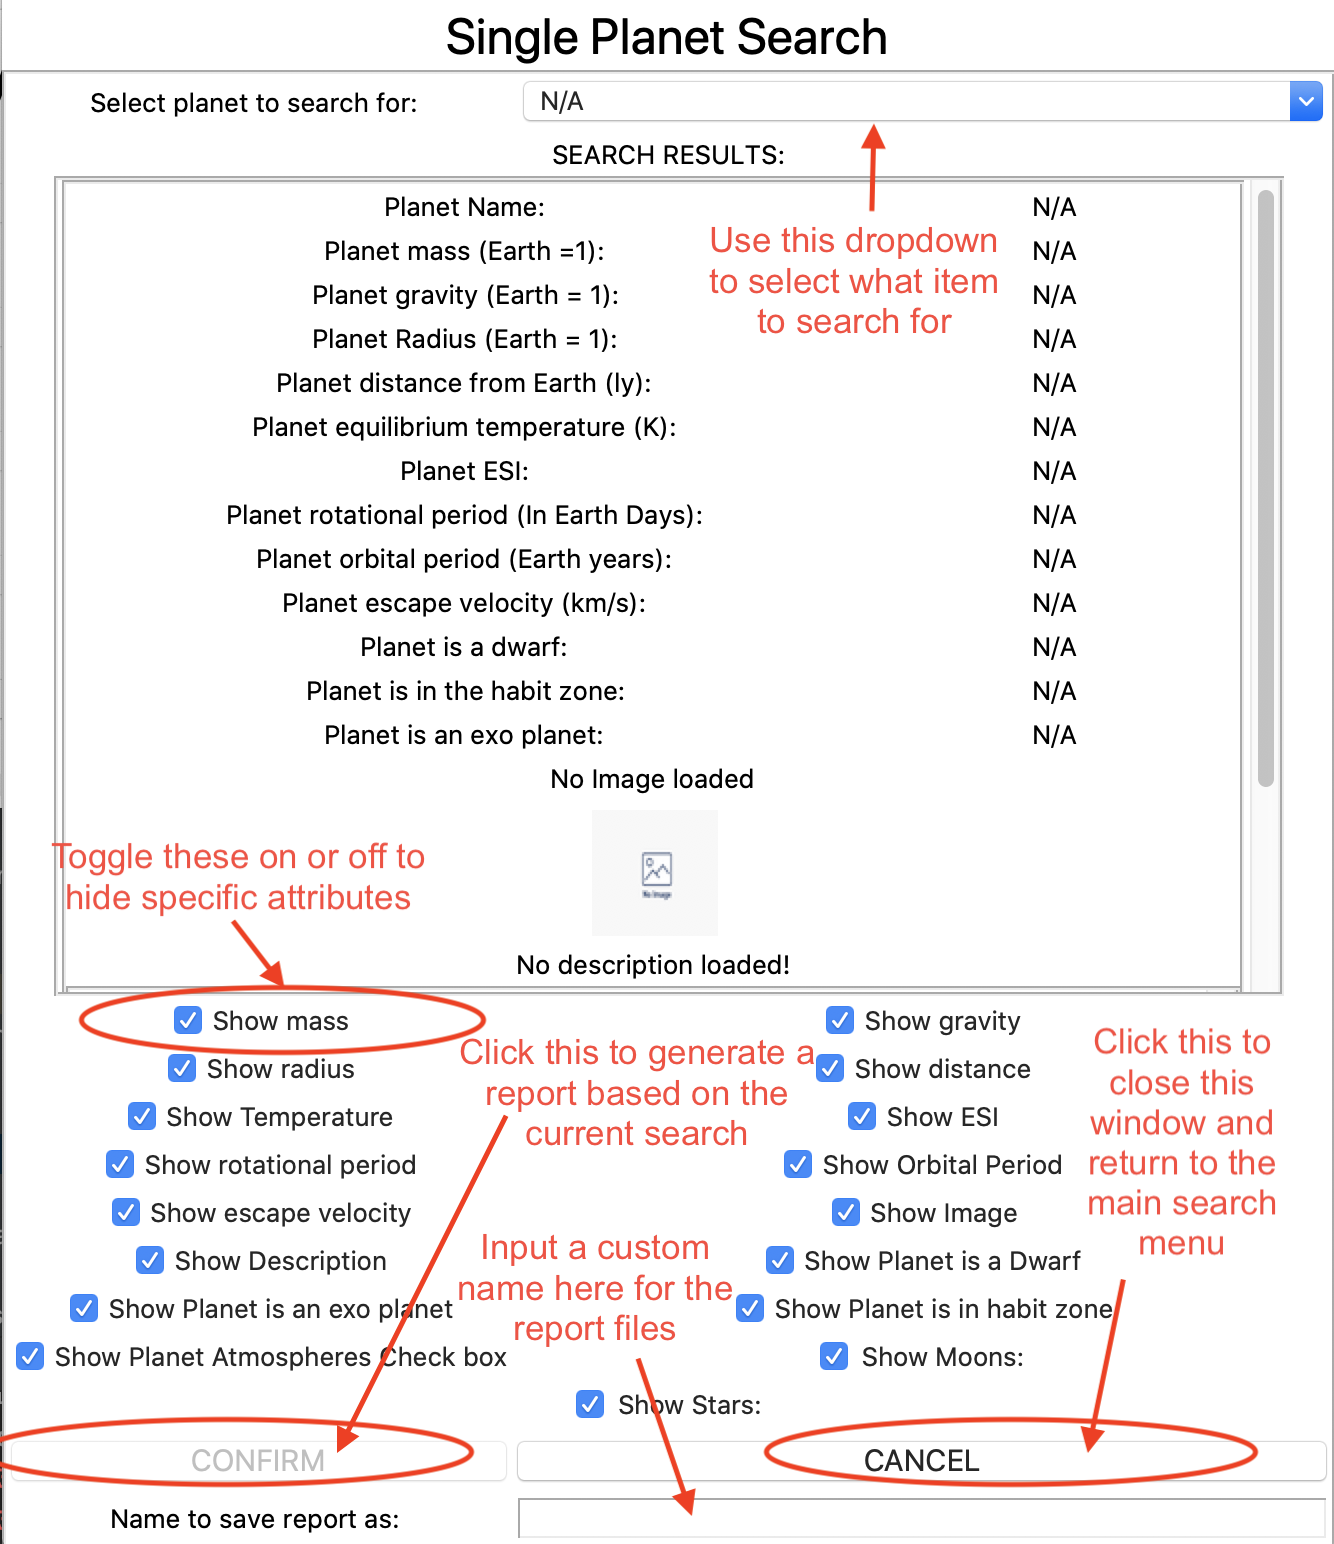 Single Planet Search
Select planet to search for:
N/A
SEARCH RESULTS:
Planet Name: N/A
Planet mass (Earth =1): N/A
Planet gravity (Earth = 1): N/A
Planet Radius (Earth = 1): N/A
Planet distance from Earth (ly): N/A
Planet equilibrium temperature (K): N/A
Planet ESI: N/A
Planet rotational period (In Earth Days): N/A
Planet orbital period (Earth years): N/A
Planet escape velocity (km/s): N/A
Planet is a dwarf: N/A
Planet is in the habit zone: N/A
Planet is an exo planet: N/A
Use this dropdown
to select what item
to search for
No Image loaded
No Image
No description loaded!
Toggle these on or off to
hide specific attributes
Show mass
Show gravity
Show radius
Show distance
Show Temperature
Show ESI
Show rotational period
Show Orbital Period
Show escape velocity
Show Image
Show Description
Show Planet is a Dwarf
Show Planet is an exo planet
Show Planet is in habit zone
Show Planet Atmospheres Check box
Show Moons:
Show Stars:
Click this to generate a
report based on the
current search
Click this to
close this
window and
return to the
main search
menu
Input a custom
name here for the
report files
CONFIRM
CANCEL
Name to save report as: